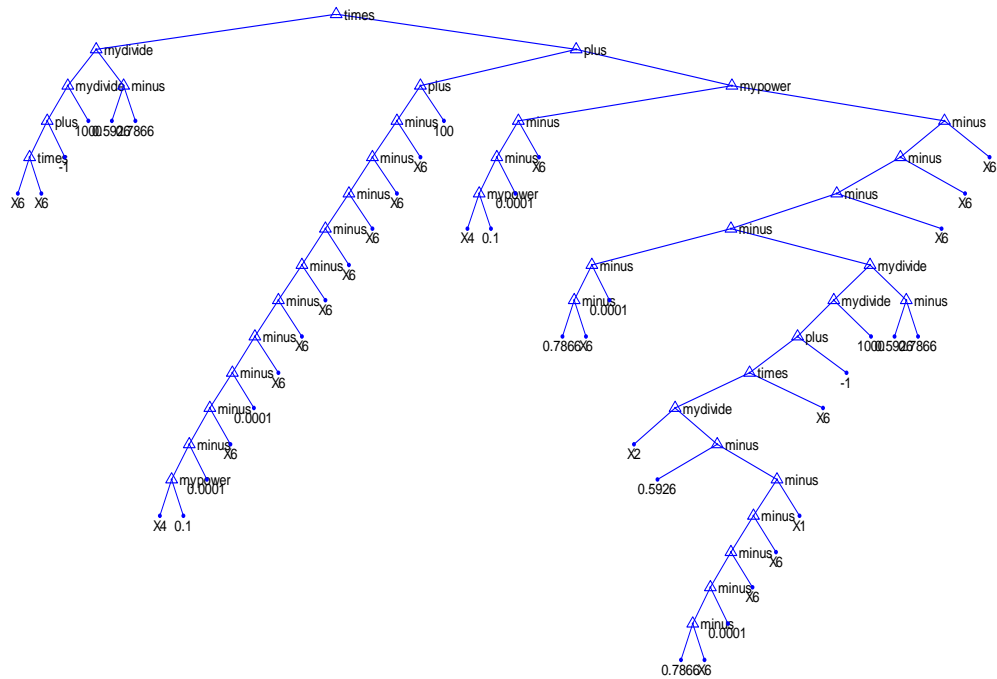 times
mydivide plus
mydivide minus plus mypower
plus minus minus minus
1000 0.5926 0.7866 100
times minus minus minus
-1 X6 X6 X6
minus mypower minus
X6 X6 X6 0.0001 X6
minus minus
X6 X4 0.1 X6
minus minus mydivide
X6
minus minus mydivide minus
X6 0.0001
minus plus
X6 0.7866 X6 1000 0.5926 0.7866
minus times
X6 -1
minus mydivide
0.0001 X6
minus minus
X6 X2
mypower minus
0.0001 0.5926
minus
X4 0.1 X1
minus
X6
minus
X6
minus
0.0001
0.7866 X6